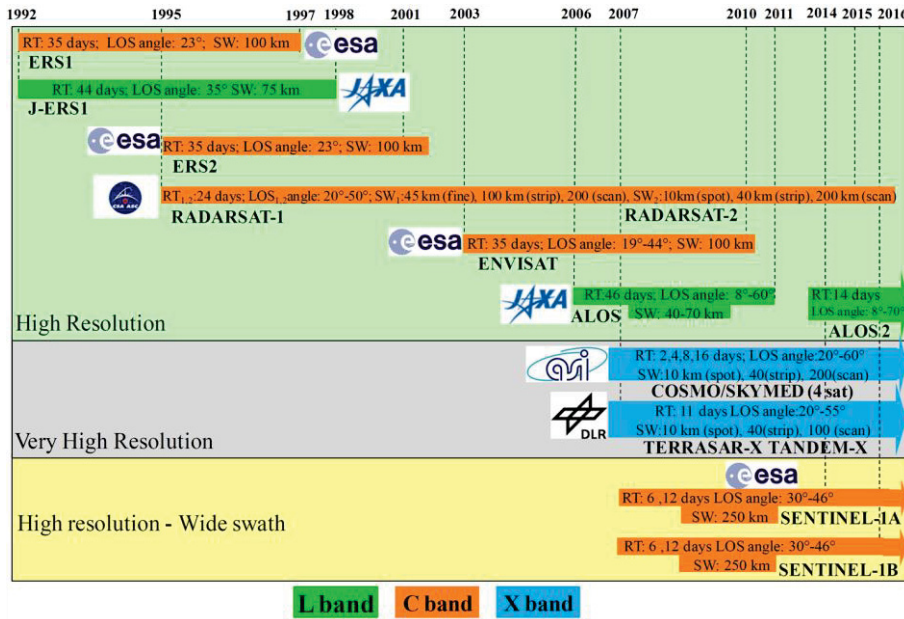 1992 1995 1997 1998 2001 2003 2006 2007 2010 2011 2014 2015 2016
RT: 35 days; LOS angle: 23°; SW: 100 km
esa
ERS1
RT: 44 days; LOS angle: 35° SW: 75 km
JAXA
J-ERS1
esa
RT: 35 days; LOS angle: 23°; SW: 100 km
ERS2
CSA ASC
RT1,2:24 days; LOS1,2angle: 20°-50°; SW1:45 km (fine), 100 km (strip), 200 (scan), SW2:10km (spot), 40 km (strip), 200 km (scan)
RADARSAT-1 RADARSAT-2
esa
RT: 35 days; LOS angle: 19°-44°; SW: 100 km
ENVISAT
JAXA
RT:46 days; LOS angle: 8°-60°
SW: 40-70 km
ALOS
RT:14 days
LOS angle: 8°-70°
ALOS 2
High Resolution
asi
RT: 2,4,8,16 days; LOS angle:20°-60°
SW:10 km (spot), 40(strip), 200(scan)
COSMO/SKYMED (4 sat)
DLR
RT: 11 days LOS angle:20°-55°
SW:10 km (spot), 40(strip), 100 (scan)
TERRASAR-X TANDEM-X
Very High Resolution
esa
RT: 6 ,12 days LOS angle: 30°-46°
SW: 250 km
SENTINEL-1A
High resolution - Wide swath
RT: 6 ,12 days LOS angle: 30°-46°
SW: 250 km
SENTINEL-1B
L band C band X band